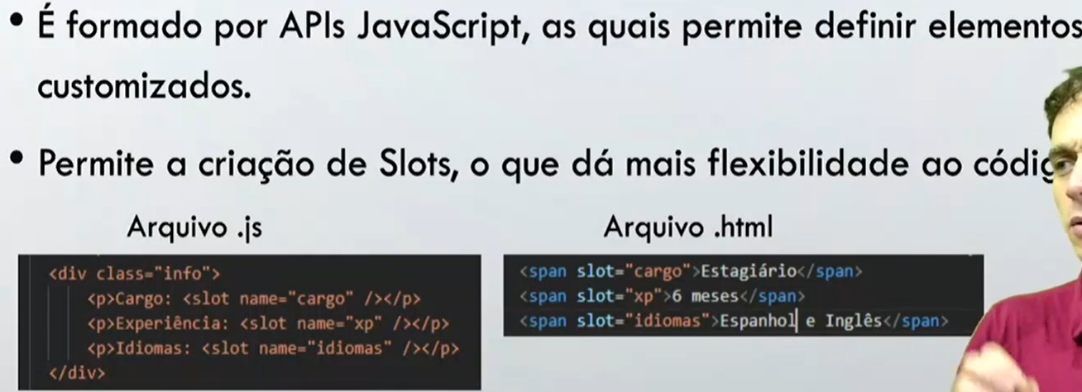 • É formado por APIs JavaScript, as quais permite definir elementos
customizados.
• Permite a criação de Slots, o que dá mais flexibilidade ao códig
Arquivo .js
<div class="info">
<p>Cargo: <slot name="cargo" /></p>
<p>Experiência: <slot name="xp" /></p>
<p>Idiomas: <slot name="idiomas" /></p>
</div>
Arquivo .html
<span slot="cargo">Estagiário</span>
<span slot="xp">6 meses</span>
<span slot="idiomas">Espanhol e Inglês</span>